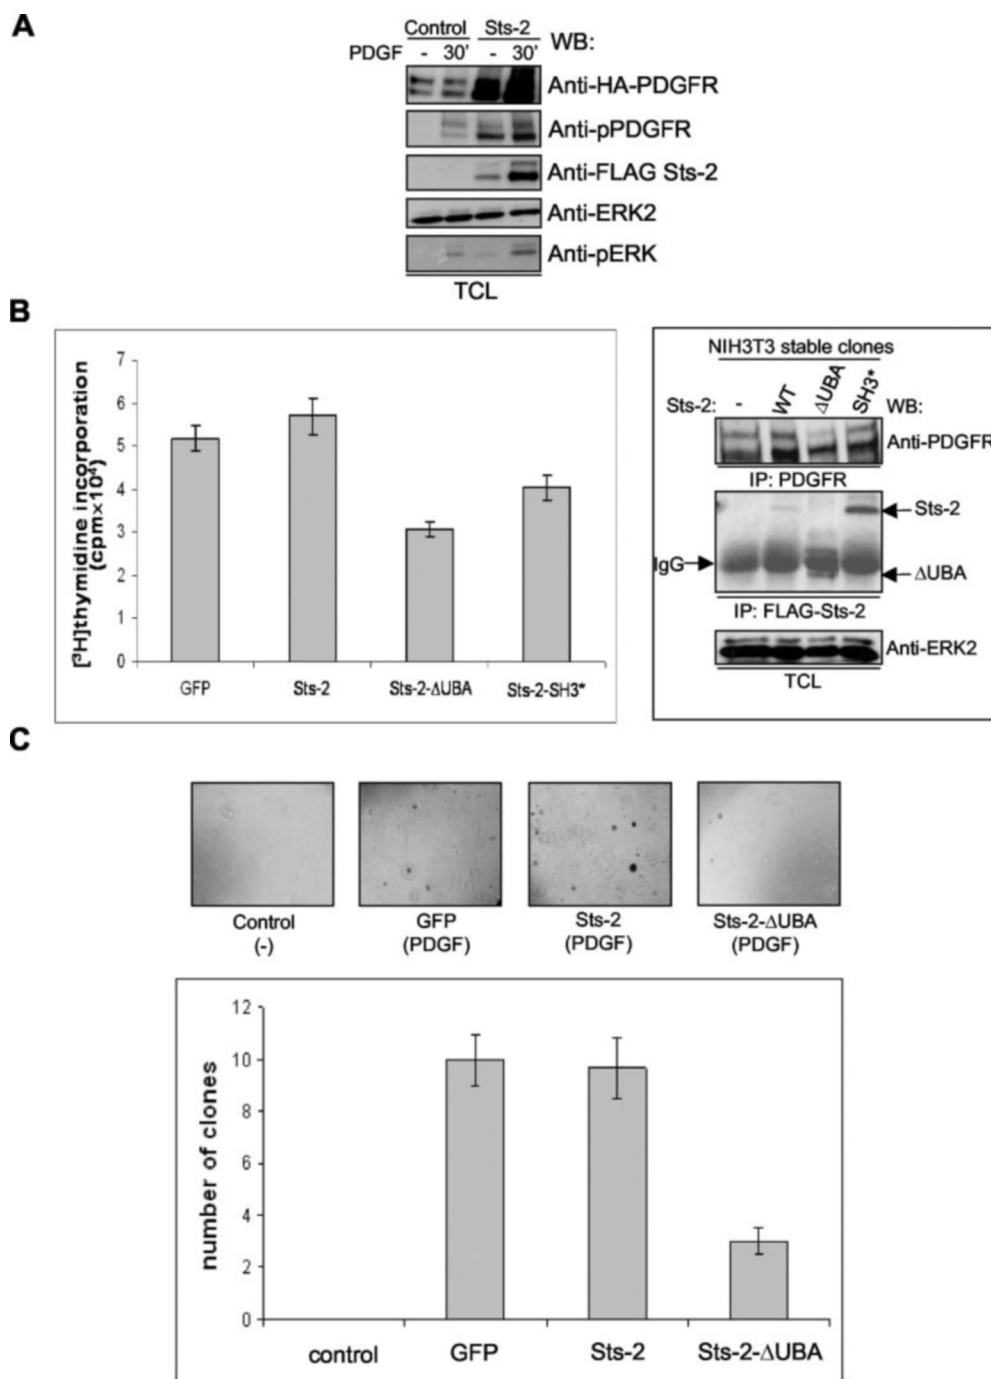 A
Control Sts-2 WB:
PDGF - 30' - 30'
Anti-HA-PDGFR
Anti-pPDGFR
Anti-FLAG Sts-2
Anti-ERK2
Anti-pERK
TCL
B
[³H]thymidine incorporation
(cpm×10⁴)
7
6
5
4
3
2
1
0
GFP Sts-2 Sts-2-ΔUBA Sts-2-SH3*
NIH3T3 stable clones
Sts-2: - WT ΔUBA SH3* WB:
Anti-PDGFR
IP: PDGFR
Sts-2
IgG
ΔUBA
IP: FLAG-Sts-2
Anti-ERK2
TCL
C
Control GFP Sts-2 Sts-2-ΔUBA
(-) (PDGF) (PDGF) (PDGF)
number of clones
12
10
8
6
4
2
0
control GFP Sts-2 Sts-2-ΔUBA